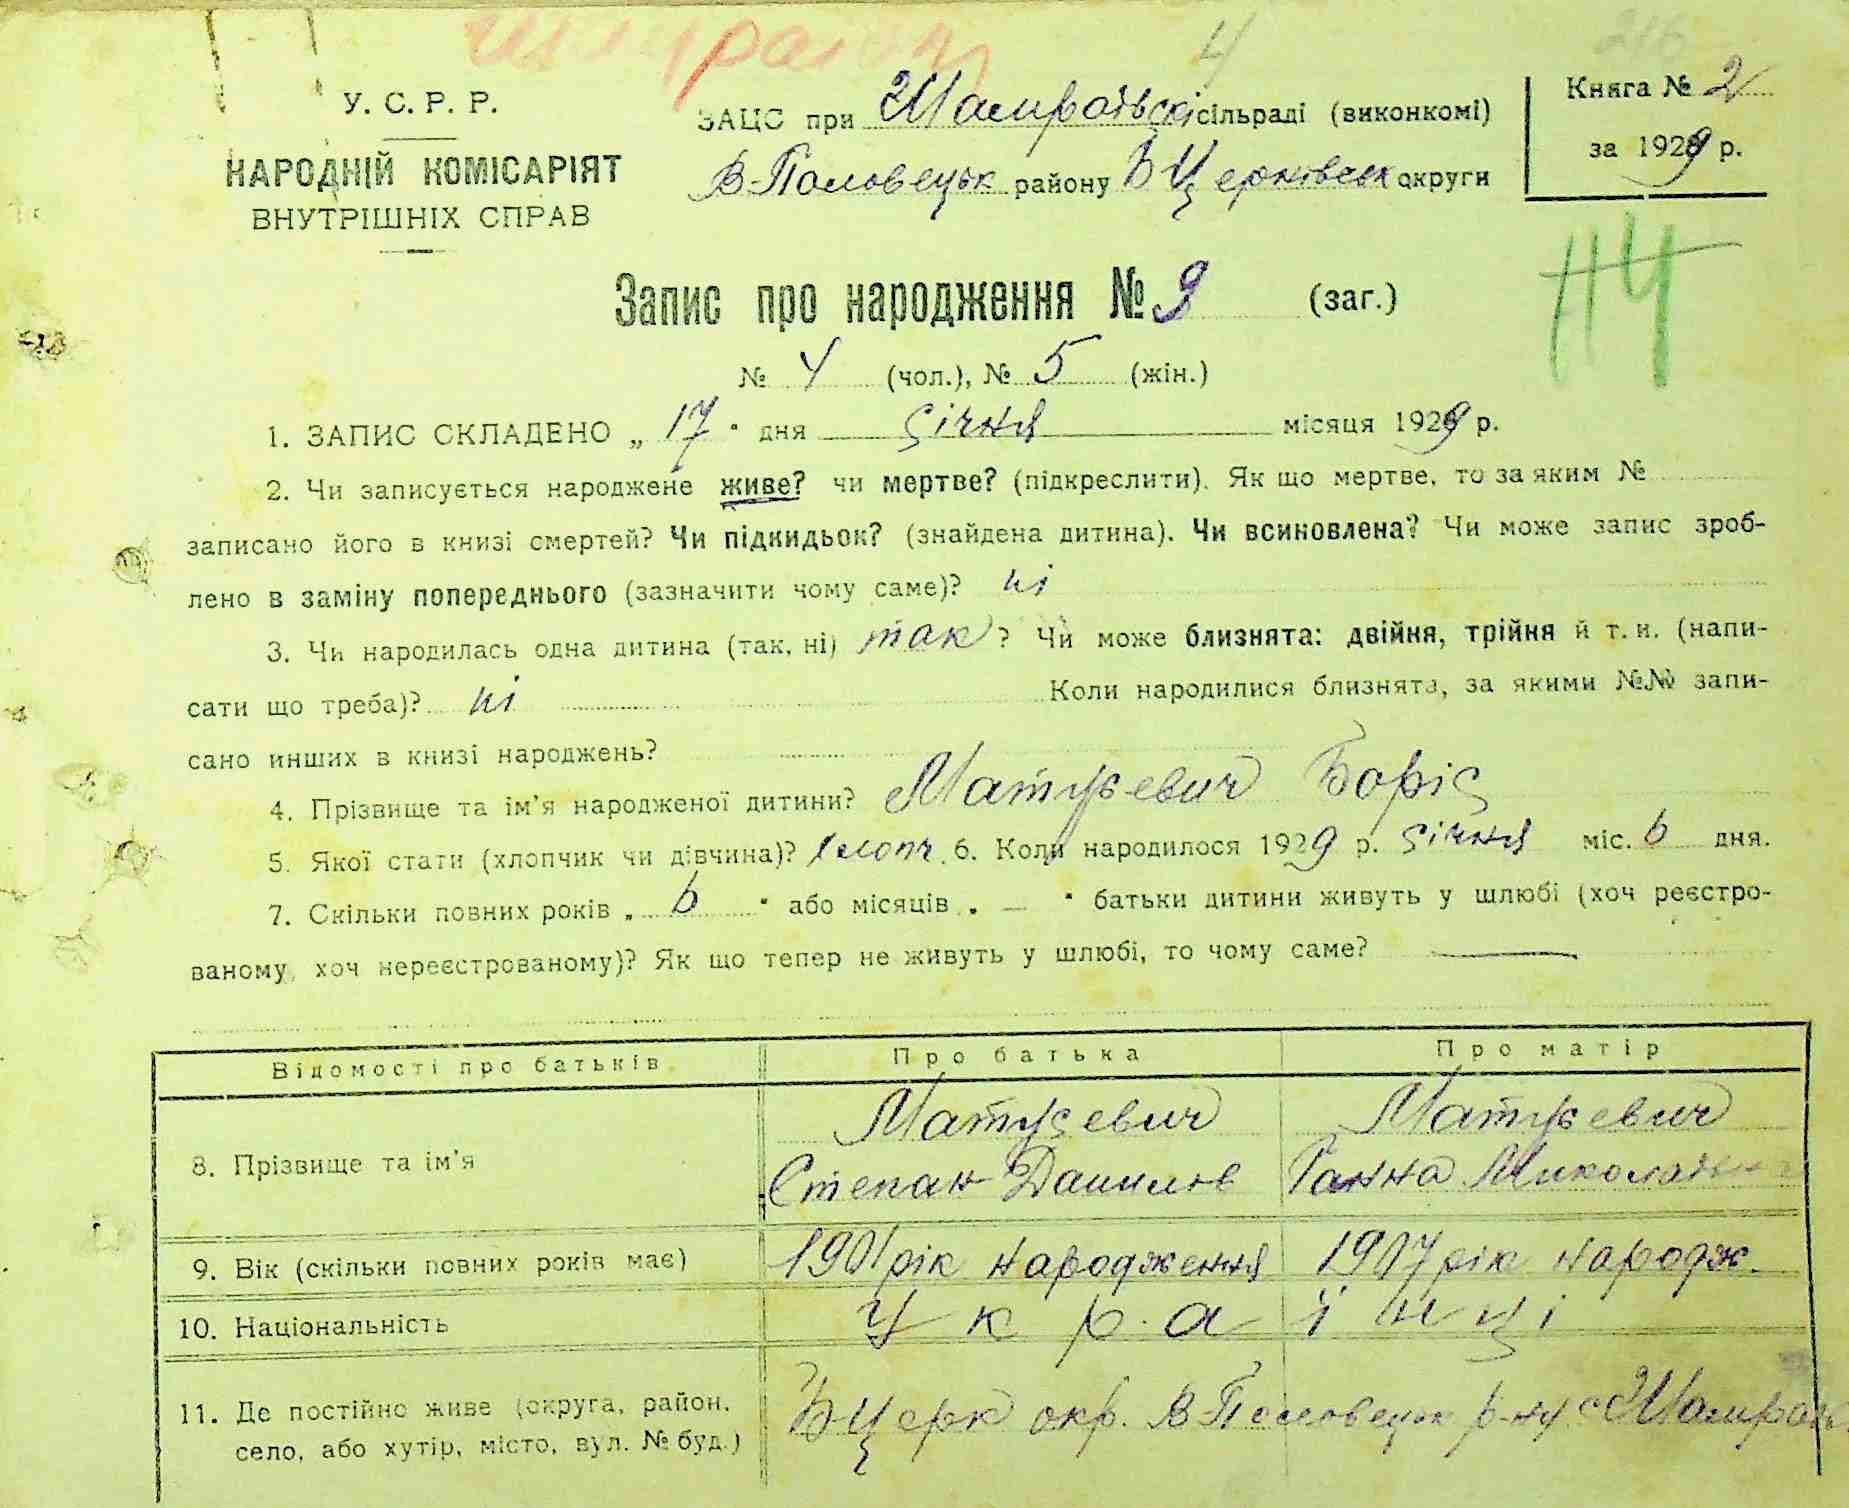 4
216
У. С. Р. Р.
НАРОДНІЙ КОМІСАРІЯТ
ВНУТРІШНІХ СПРАВ
ЗАЦС при Шамраївськ сільраді (виконкомі)
В-Половецьк району Б Церківськ округи
Книга № 2
за 1929 р.
Запис про народження № 9 (заг.)
№ 4 (чол.), № 5 (жін.)
1. ЗАПИС СКЛАДЕНО „ 17 " дня січня місяця 1929 р.
2. Чи записується народжене живе? чи мертве? (підкреслити). Як що мертве, то за яким №
записано його в книзі смертей? Чи підкидьок? (знайдена дитина). Чи всиновлена? Чи може запис зроб-
лено в заміну попереднього (зазначити чому саме)? ні
3. Чи народилась одна дитина (так, ні) так ? Чи може близнята: двійня, трійня й т. и. (напи-
сати що треба)? ні Коли народилися близнята, за якими №№ запи-
сано инших в книзі народжень?
4. Прізвище та ім'я народженої дитини? Матусевич Боріс
5. Якої стати (хлопчик чи дівчина)? хлопч. 6. Коли народилося 1929 р. січня міс. 6 дня.
7. Скільки повних років „ 6 " або місяців „ — " батьки дитини живуть у шлюбі (хоч реєстро-
ваному, хоч нереєстрованому)? Як що тепер не живуть у шлюбі, то чому саме? —
Відомості про батьків Про батька Про матір
8. Прізвище та ім'я
Матусевич Матусевич
Степан Данилов Ганна Миколаївна
9. Вік (скільки повних років має) 1901 рік народження 1907 рік народж.
10. Національність Українці
11. Де постійно живе (округа, район,
село, або хутір, місто, вул. № буд.)
Б Церк окр. В-Половецьк р-ну с Шамраївк